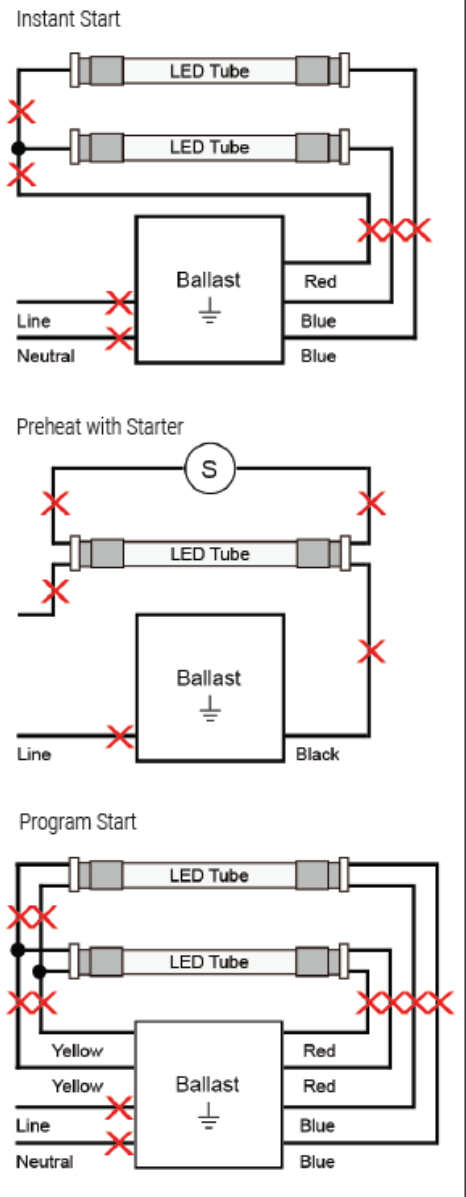 Instant Start
LED Tube
LED Tube
Ballast
Red
Line
Blue
Neutral
Blue
Preheat with Starter
S
LED Tube
Ballast
Line
Black
Program Start
LED Tube
LED Tube
Yellow
Red
Yellow
Ballast
Red
Line
Blue
Neutral
Blue